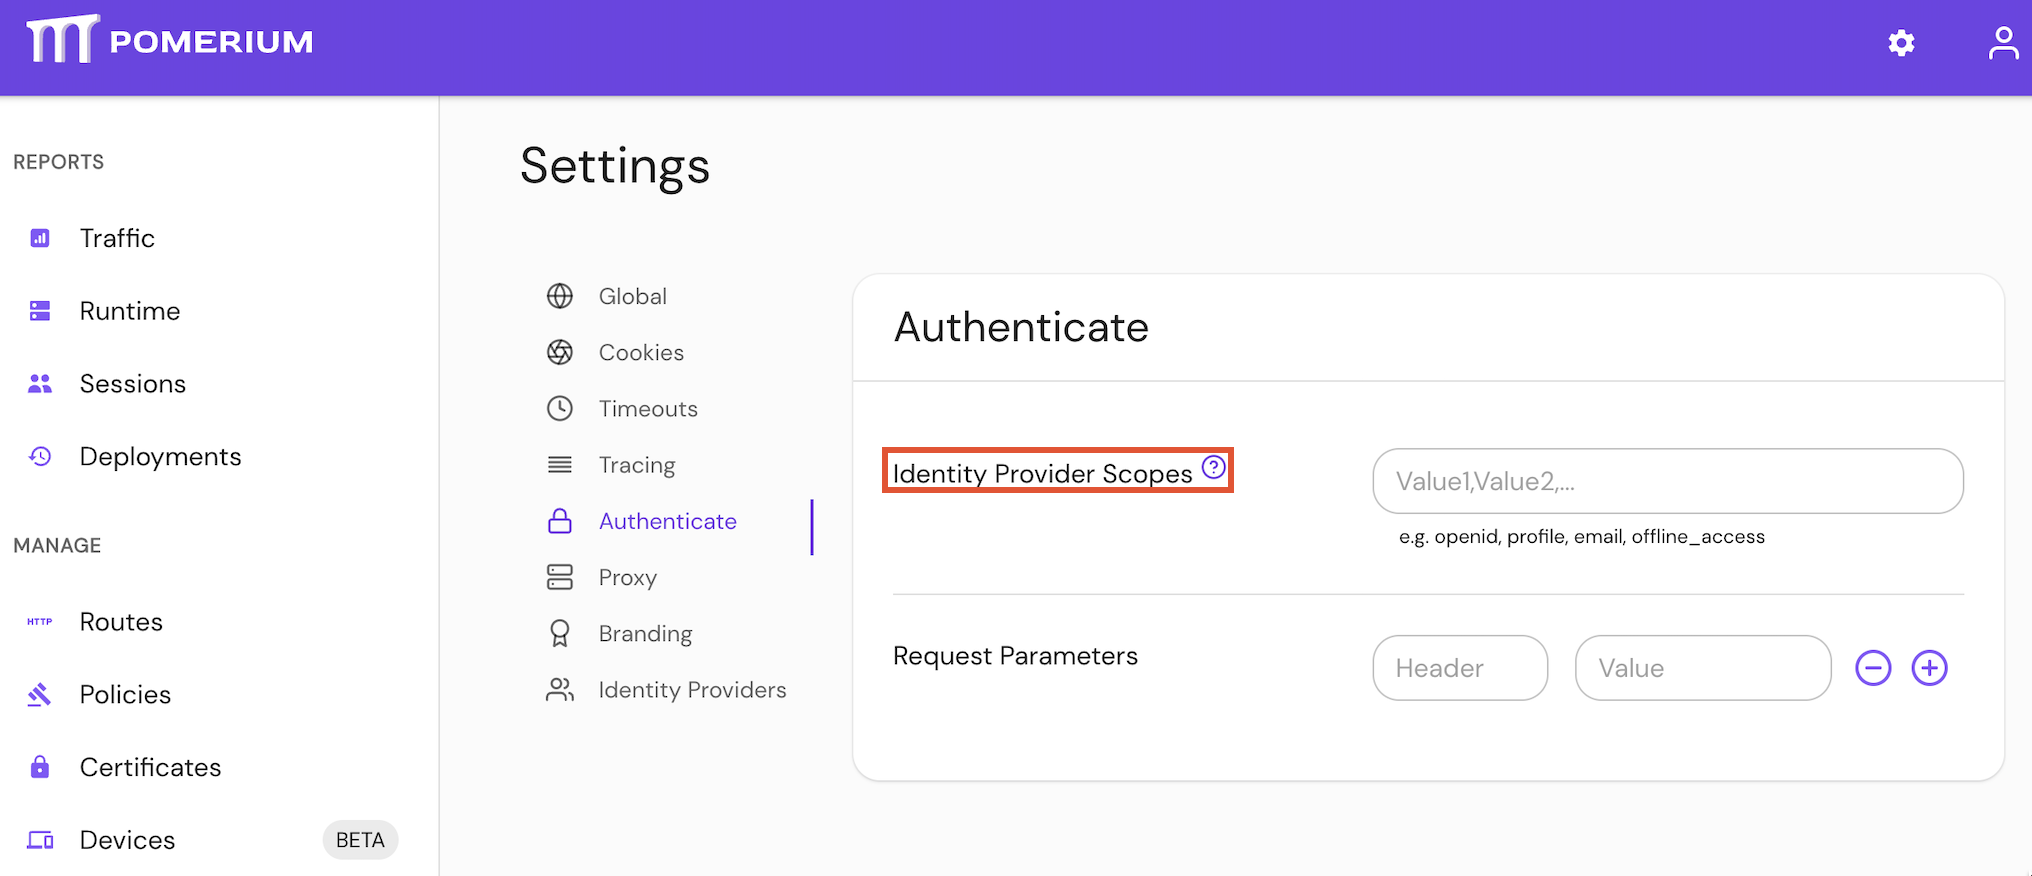 POMERIUM
REPORTS
Traffic
Runtime
Sessions
Deployments
MANAGE
HTTP
Routes
Policies
Certificates
Devices
BETA
Settings
Global
Cookies
Timeouts
Tracing
Authenticate
Proxy
Branding
Identity Providers
Authenticate
Identity Provider Scopes ?
Value1,Value2,...
e.g. openid, profile, email, offline_access
Request Parameters
Header
Value